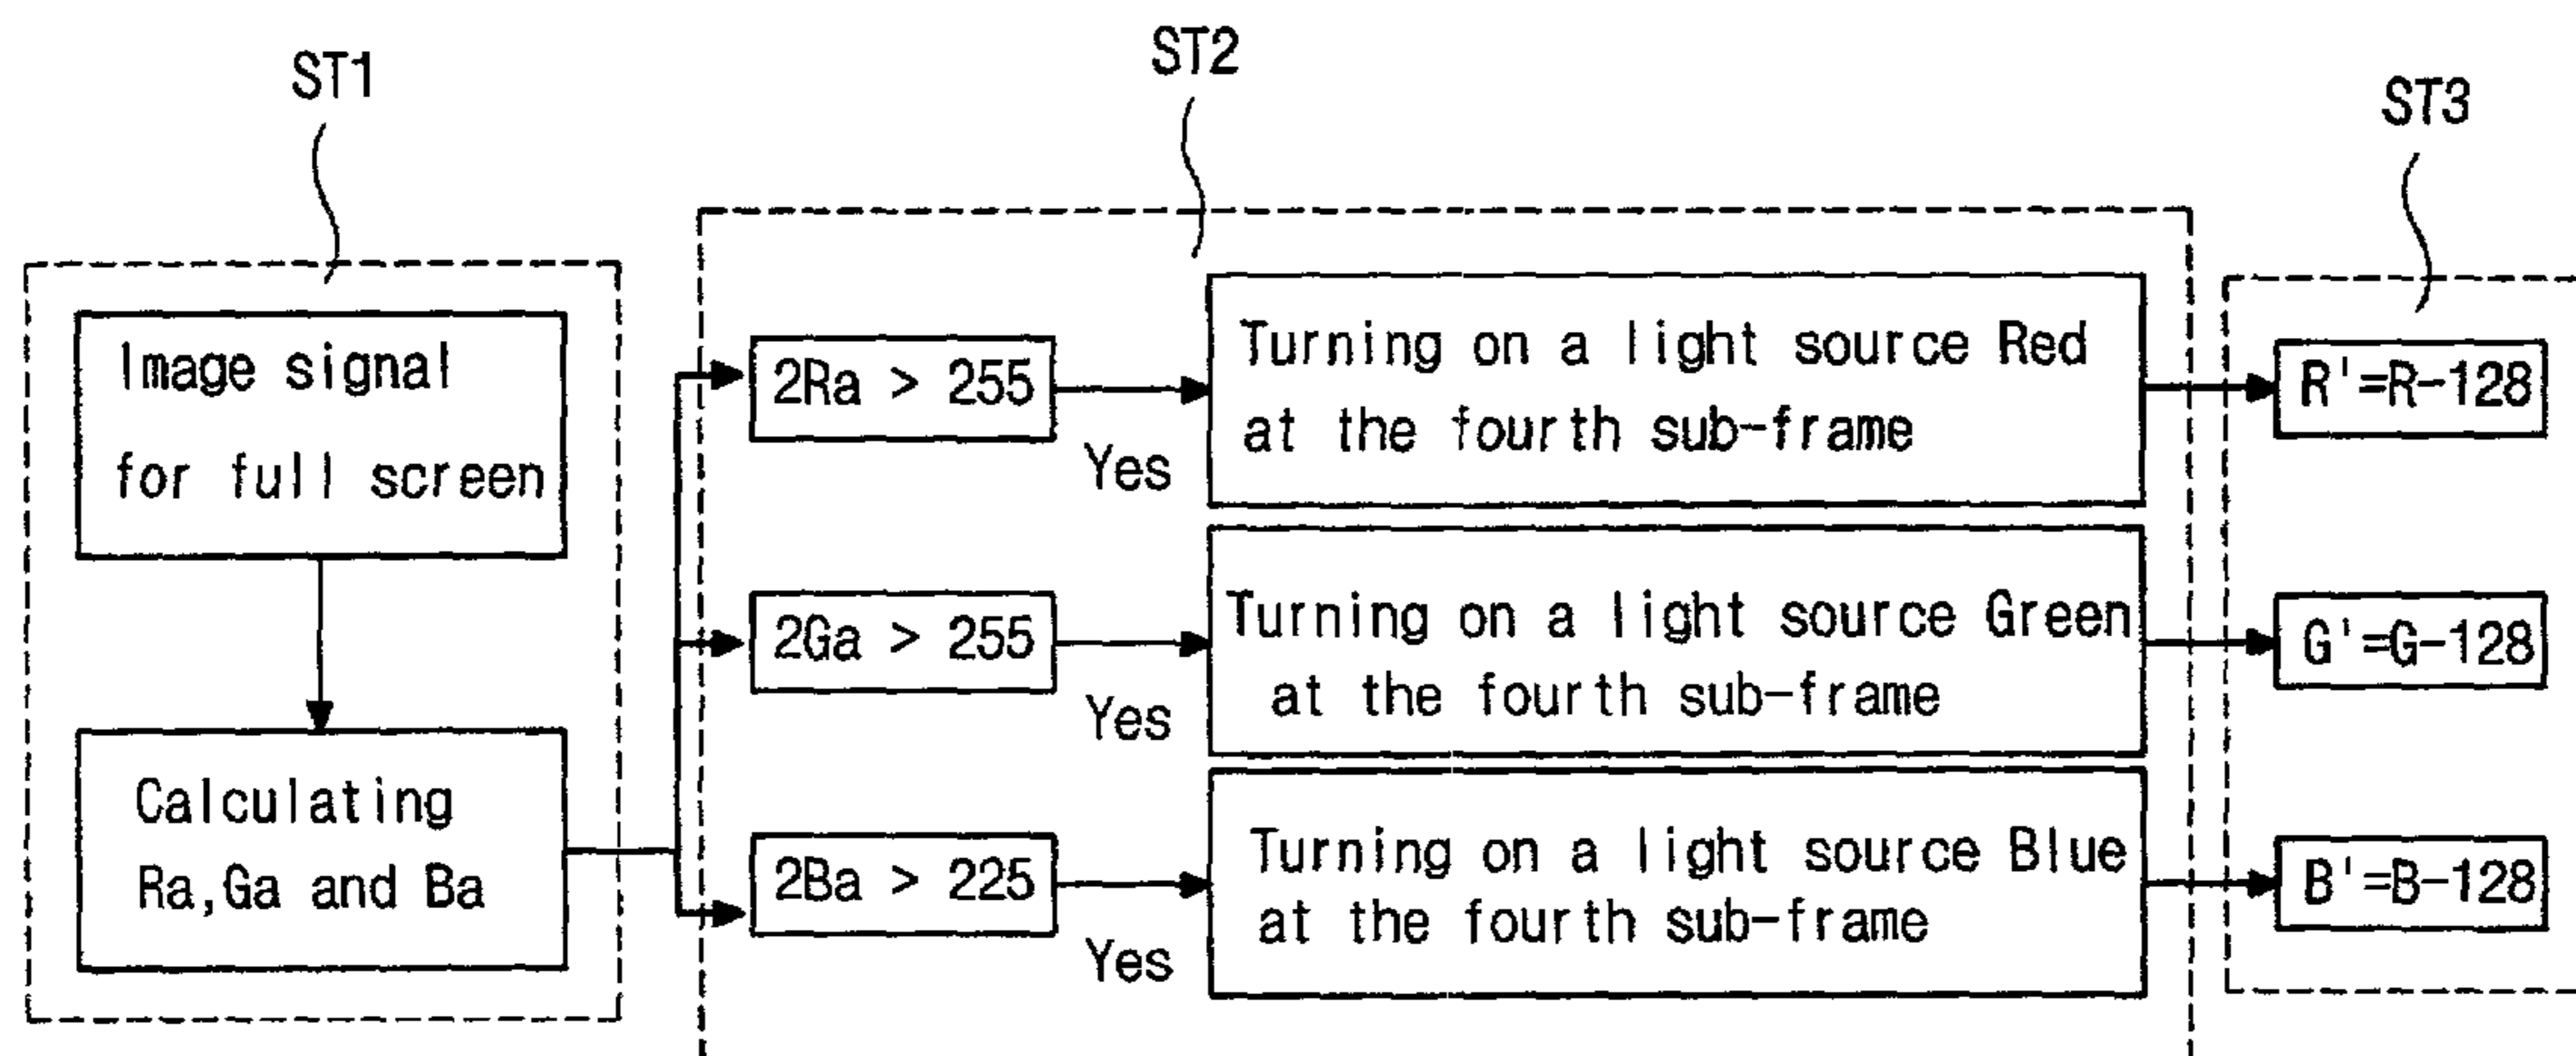 ST1
ST2
ST3
Image signal
for full screen
Calculating
Ra,Ga and Ba
2Ra > 255
Yes
Turning on a light source Red
at the fourth sub-frame
R'=R-128
2Ga > 255
Yes
Turning on a light source Green
at the fourth sub-frame
G'=G-128
2Ba > 225
Yes
Turning on a light source Blue
at the fourth sub-frame
B'=B-128